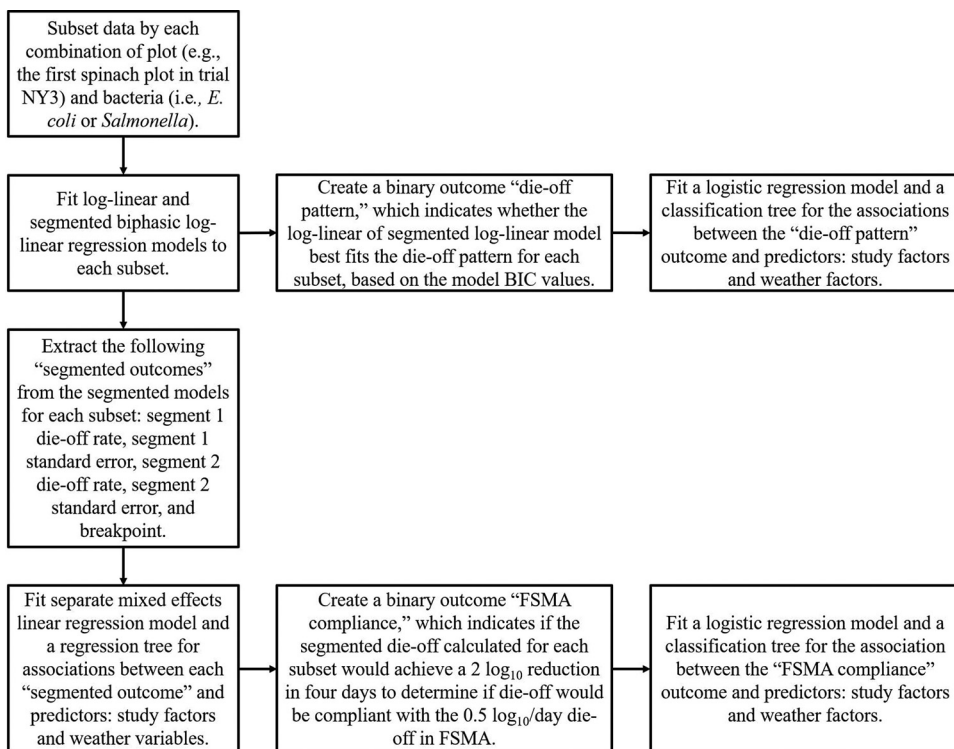 Subset data by each
combination of plot (e.g.,
the first spinach plot in trial
NY3) and bacteria (i.e., E.
coli or Salmonella).
Fit log-linear and
segmented biphasic log-
linear regression models to
each subset.
Create a binary outcome “die-off
pattern,” which indicates whether the
log-linear of segmented log-linear model
best fits the die-off pattern for each
subset, based on the model BIC values.
Fit a logistic regression model and a
classification tree for the associations
between the “die-off pattern”
outcome and predictors: study factors
and weather factors.
Extract the following
“segmented outcomes”
from the segmented models
for each subset: segment 1
die-off rate, segment 1
standard error, segment 2
die-off rate, segment 2
standard error, and
breakpoint.
Fit separate mixed effects
linear regression model and
a regression tree for
associations between each
“segmented outcome” and
predictors: study factors
and weather variables.
Create a binary outcome “FSMA
compliance,” which indicates if the
segmented die-off calculated for each
subset would achieve a 2 log₁₀ reduction
in four days to determine if die-off would
be compliant with the 0.5 log₁₀/day die-
off in FSMA.
Fit a logistic regression model and a
classification tree for the association
between the “FSMA compliance”
outcome and predictors: study factors
and weather factors.